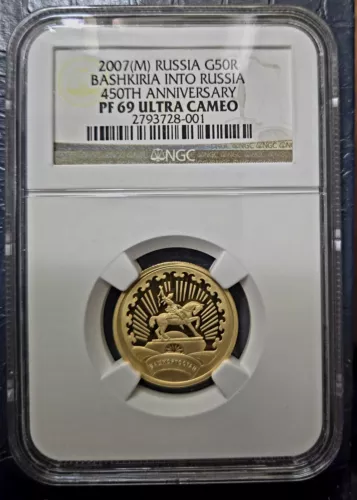 2007(M) RUSSIA G50R
BASHKIRIA INTO RUSSIA
450TH ANNIVERSARY
PF 69 ULTRA CAMEO
2793728-001
NGC